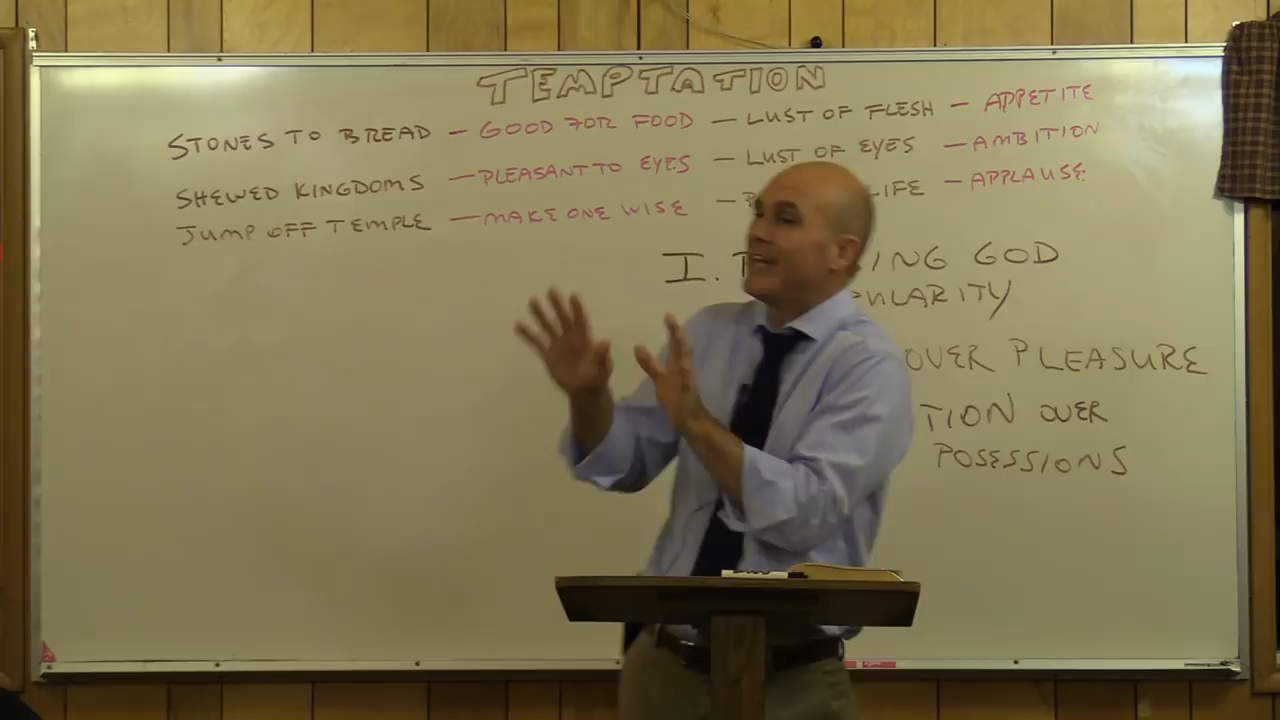 TEMPTATION
STONES TO BREAD - GOOD FOR FOOD - LUST OF FLESH - APPETITE
SHEWED KINGDOMS - PLEASANT TO EYES - LUST OF EYES - AMBITION
JUMP OFF TEMPLE - MAKE ONE WISE - LIFE - APPLAUSE
I. GOD
OVER PLEASURE
OVER
POSESSIONS